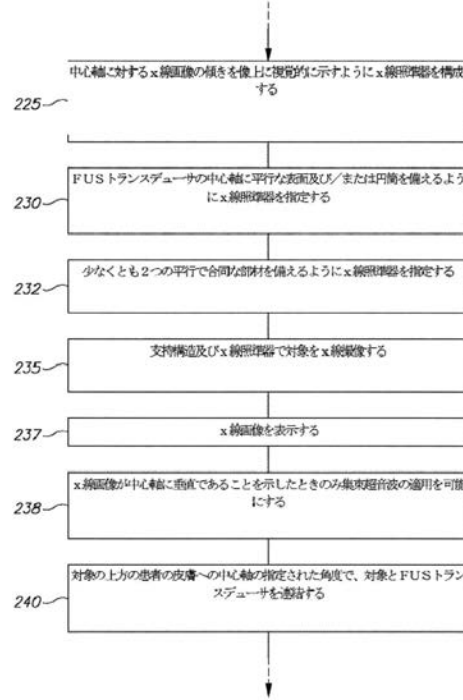 中心軸に対するx線画像の傾きを像上に視覚的に示すようにx線照準器を構成
する
225
FUSトランスデューサの中心軸に平行な表面及び/または円筒を備えるよう
にx線照準器を指定する
230
少なくとも2つの平行で合同な部材を備えるようにx線照準器を指定する
232
支持構造及びx線照準器で対象をx線撮像する
235
x線画像を表示する
237
x線画像が中心軸に垂直であることを示したときのみ集束超音波の適用を可能
にする
238
対象の上方の患者の皮膚への中心軸の指定された角度で、対象とFUSトラン
スデューサを連結する
240